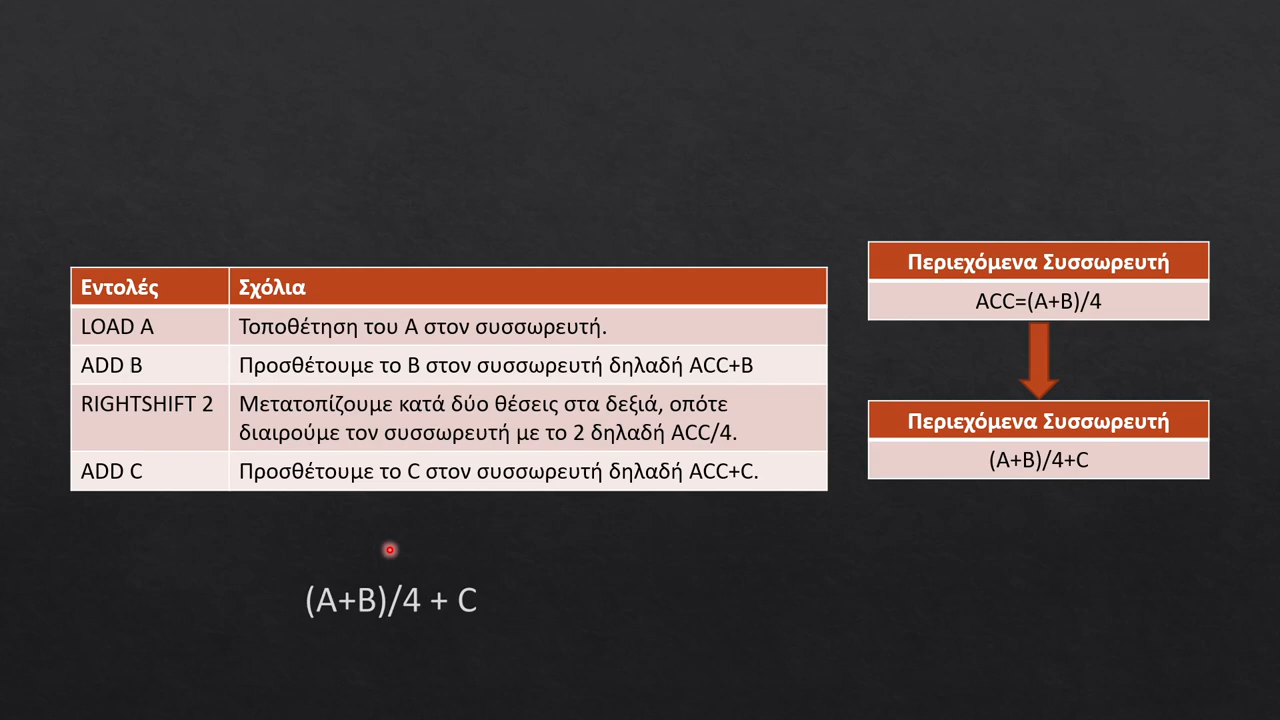 Εντολές Σχόλια
LOAD A Τοποθέτηση του Α στον συσσωρευτή.
ADD B Προσθέτουμε το Β στον συσσωρευτή δηλαδή ACC+B
RIGHTSHIFT 2 Μετατοπίζουμε κατά δύο θέσεις στα δεξιά, οπότε
διαιρούμε τον συσσωρευτή με το 2 δηλαδή ACC/4.
ADD C Προσθέτουμε το C στον συσσωρευτή δηλαδή ACC+C.
Περιεχόμενα Συσσωρευτή
ACC=(A+B)/4
Περιεχόμενα Συσσωρευτή
(A+B)/4+C
(A+B)/4 + C